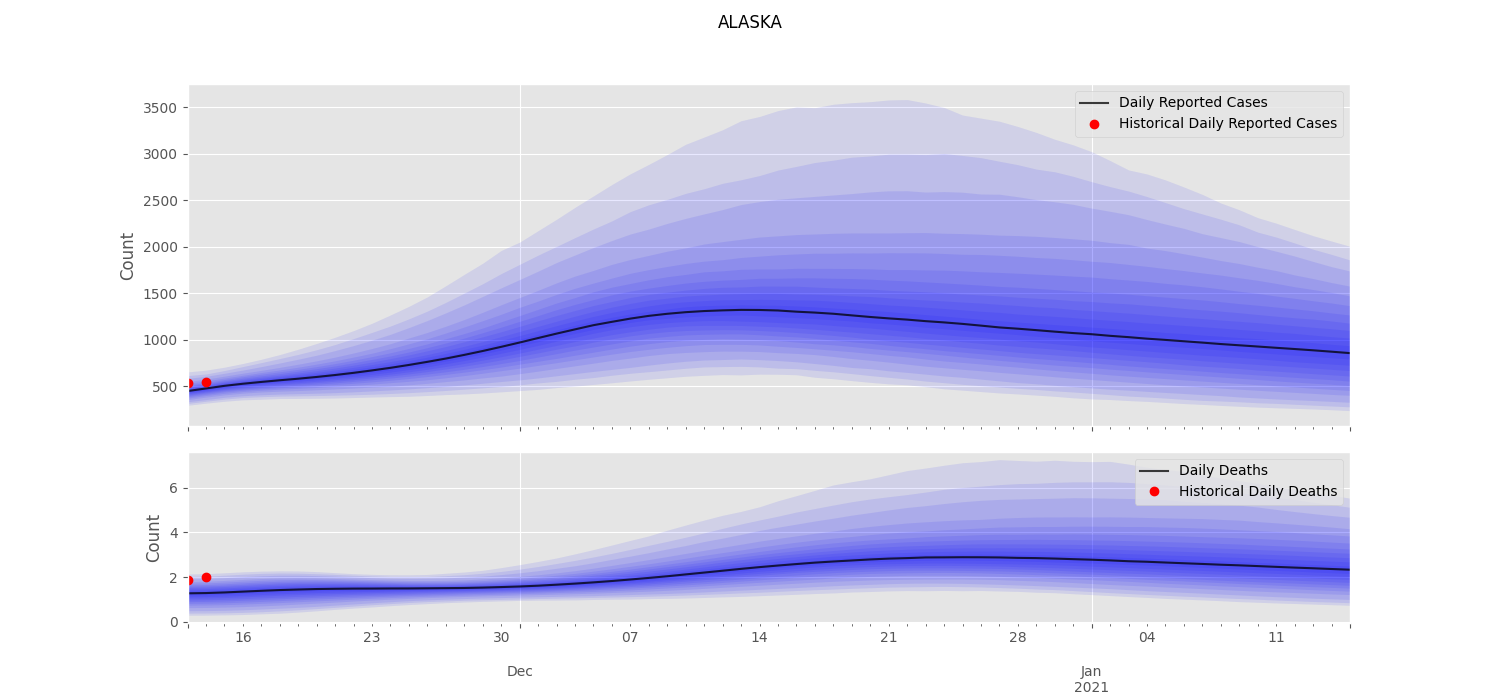 ALASKA
3500
3000
2500
2000
1500
1000
500
Count
Daily Reported Cases
Historical Daily Reported Cases
6
4
2
0
Count
Daily Deaths
Historical Daily Deaths
16 23 30 07 14 21 28 04 11
Dec Jan
2021